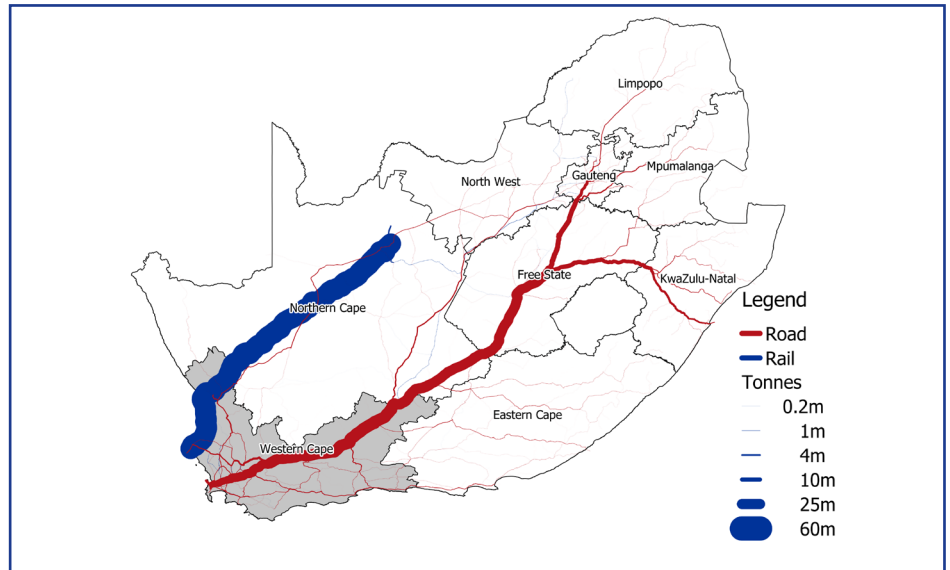 Limpopo
Mpumalanga
Gauteng
North West
Free State
KwaZulu-Natal
Northern Cape
Eastern Cape
Western Cape
Legend
Road
Rail
Tonnes
0.2m
1m
4m
10m
25m
60m